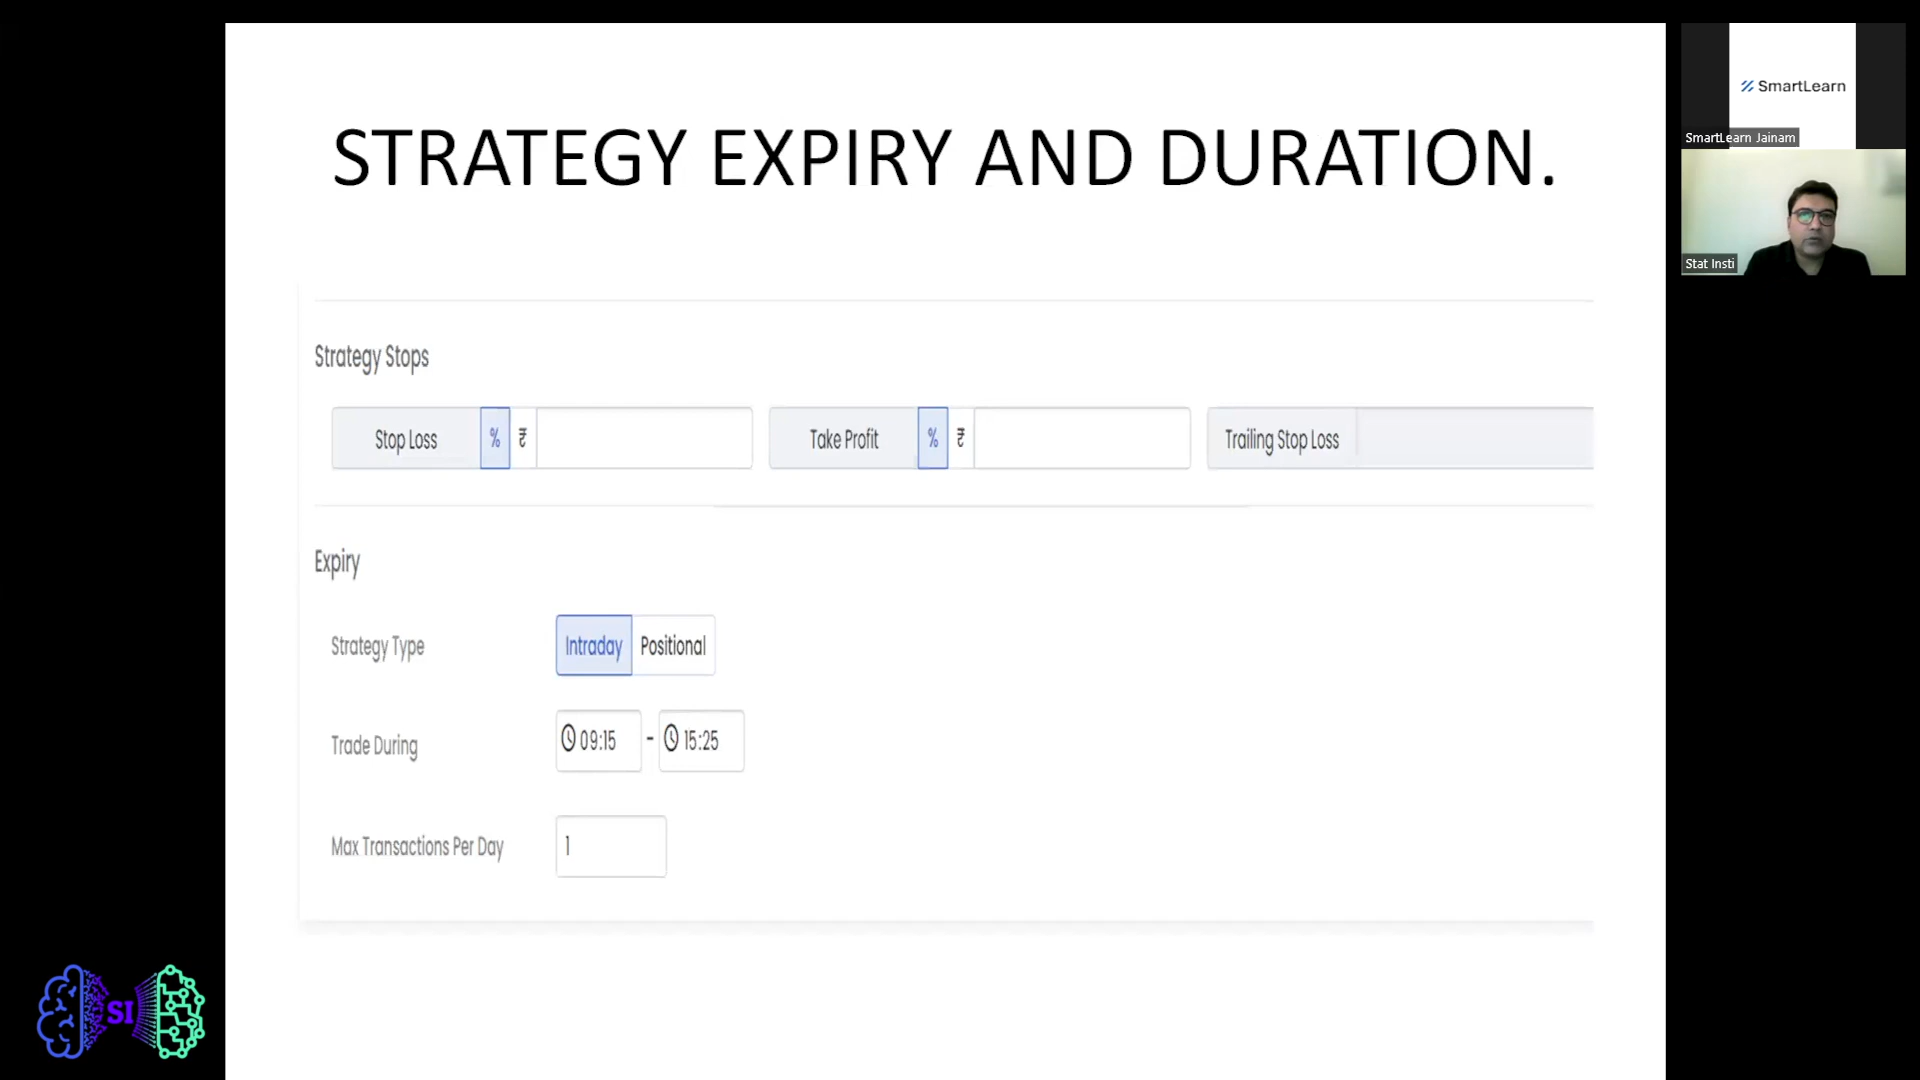 STRATEGY EXPIRY AND DURATION.
Strategy Stops
Stop Loss % ₹ Take Profit % ₹ Trailing Stop Loss
Expiry
Strategy Type Intraday Positional
Trade During 09:15 - 15:25
Max Transactions Per Day 1
SI
SmartLearn
SmartLearn Jainam
Stat Insti